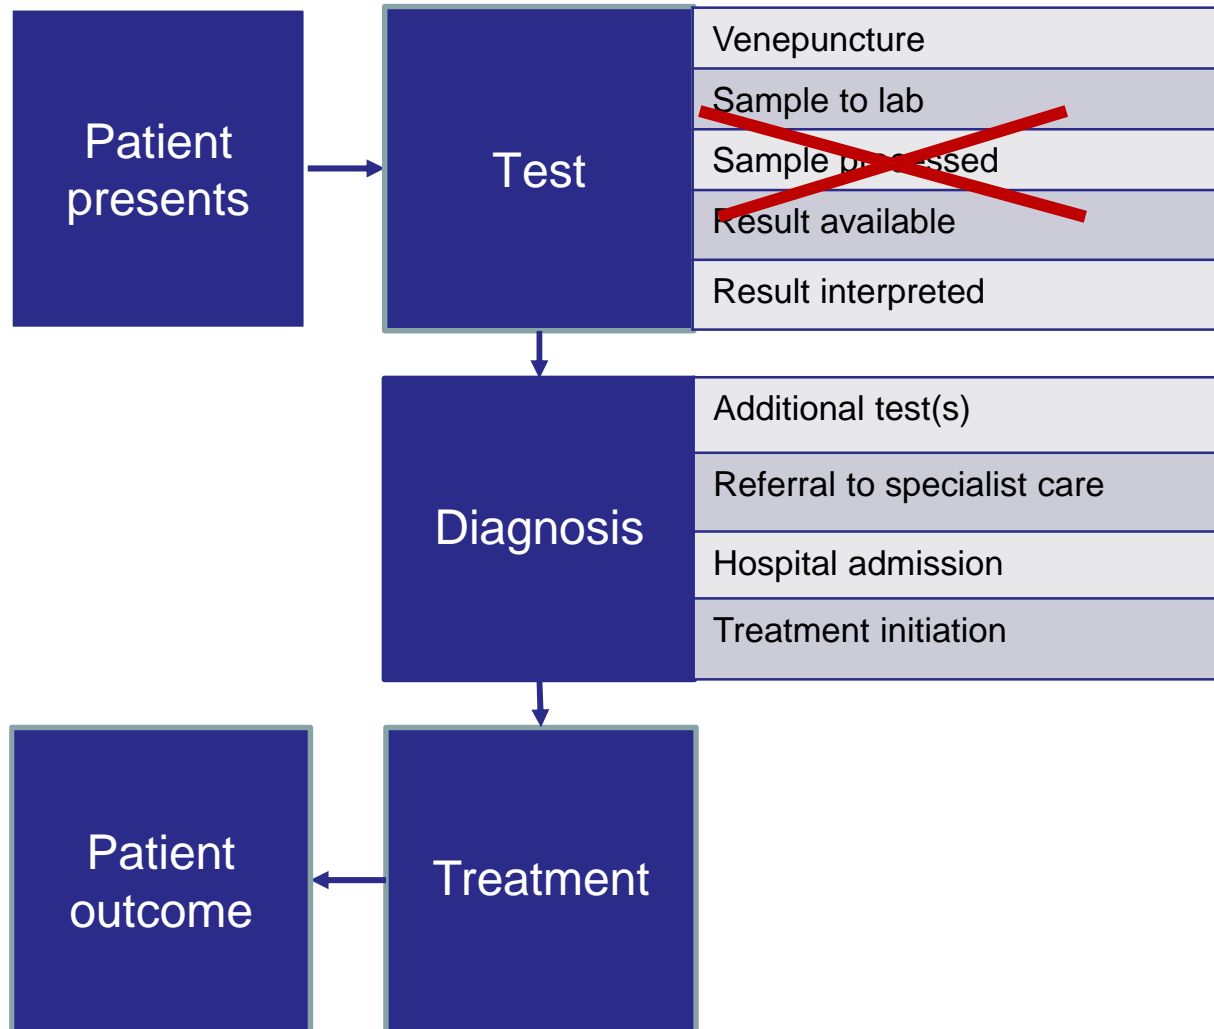 Patient
presents
Test
Venepuncture
Sample to lab
Sample processed
Result available
Result interpreted
Diagnosis
Additional test(s)
Referral to specialist care
Hospital admission
Treatment initiation
Patient
outcome
Treatment